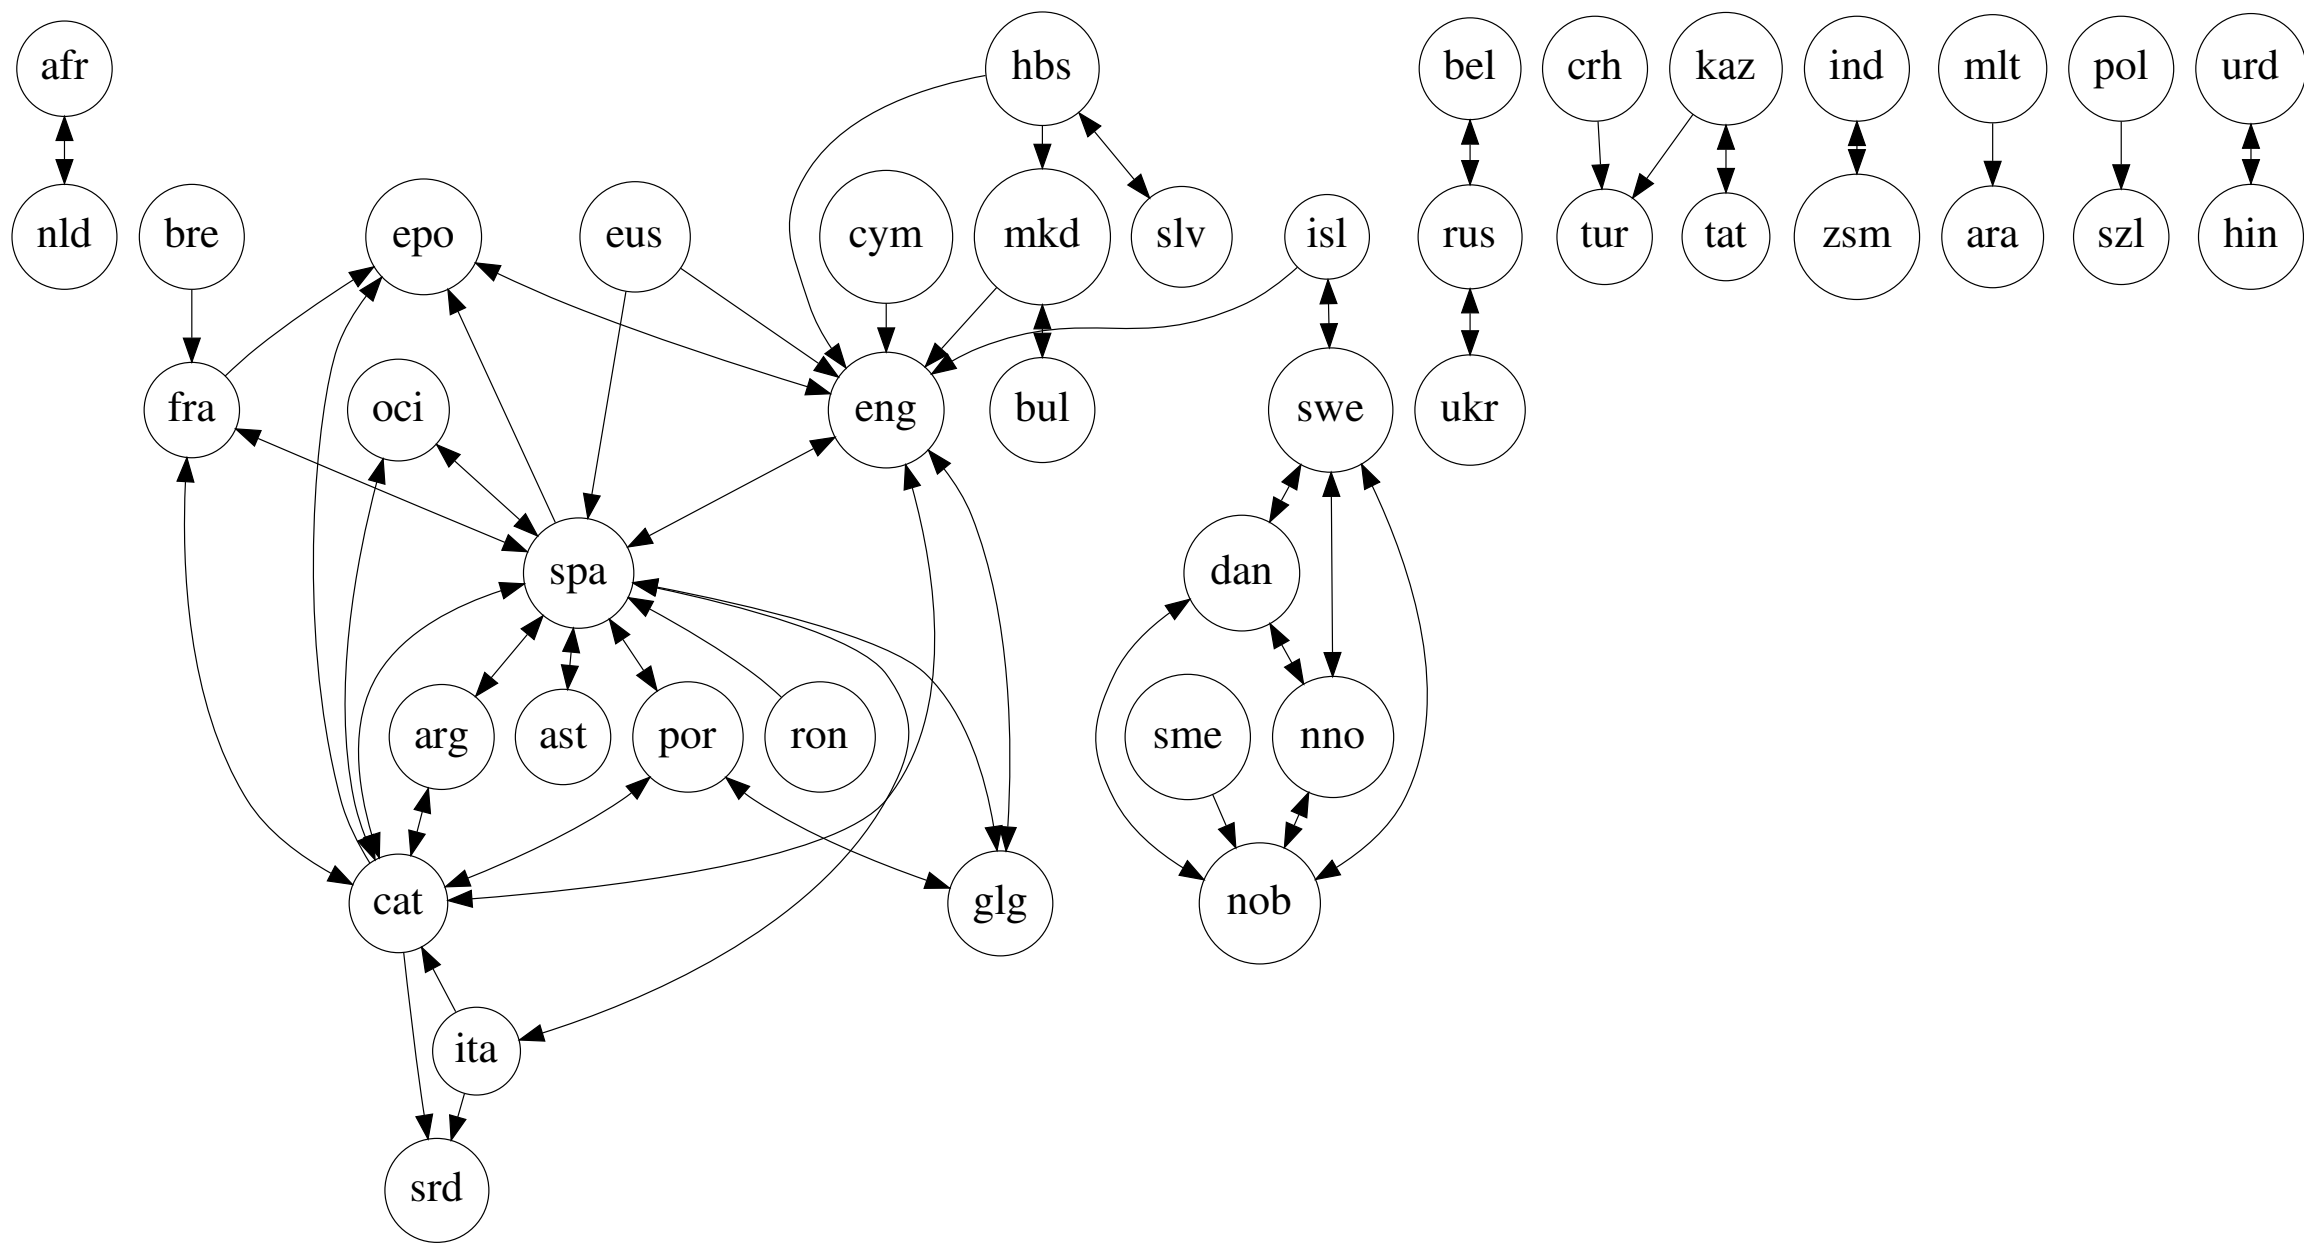 afr
hbs
bel
crh
kaz
ind
mlt
pol
urd
nld
bre
epo
eus
cym
mkd
slv
isl
rus
tur
tat
zsm
ara
szl
hin
fra
oci
eng
bul
swe
ukr
spa
dan
arg
ast
por
ron
sme
nno
cat
glg
nob
ita
srd